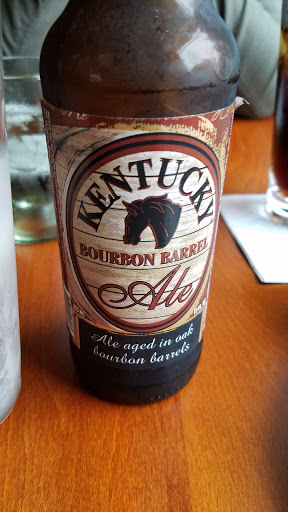 KENTUCKY
BOURBON BARREL
Ale
Ale aged in oak
bourbon barrels